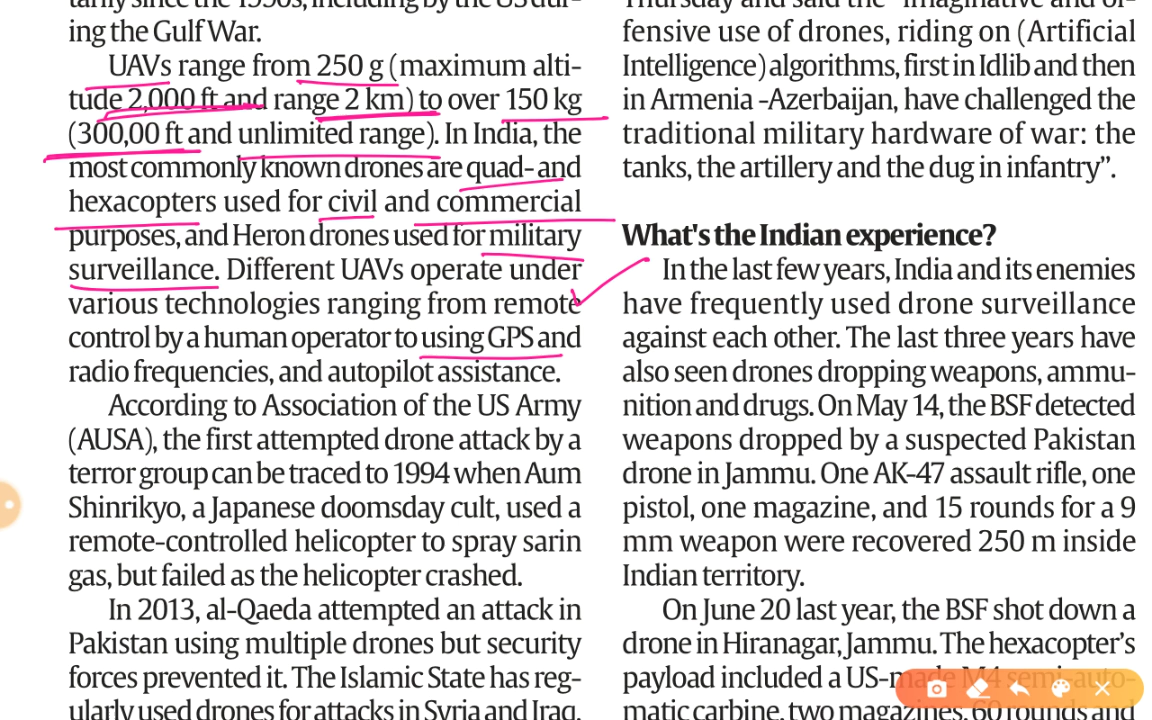 tarily since the 1990s, including by the US dur-
ing the Gulf War.
UAVs range from 250 g (maximum alti-
tude 2,000 ft and range 2 km) to over 150 kg
(300,00 ft and unlimited range). In India, the
most commonly known drones are quad- and
hexacopters used for civil and commercial
purposes, and Heron drones used for military
surveillance. Different UAVs operate under
various technologies ranging from remote
control by a human operator to using GPS and
radio frequencies, and autopilot assistance.
According to Association of the US Army
(AUSA), the first attempted drone attack by a
terror group can be traced to 1994 when Aum
Shinrikyo, a Japanese doomsday cult, used a
remote-controlled helicopter to spray sarin
gas, but failed as the helicopter crashed.
In 2013, al-Qaeda attempted an attack in
Pakistan using multiple drones but security
forces prevented it. The Islamic State has reg-
ularly used drones for attacks in Syria and Iraq,
Thursday and said the "imaginative and of-
fensive use of drones, riding on (Artificial
Intelligence) algorithms, first in Idlib and then
in Armenia -Azerbaijan, have challenged the
traditional military hardware of war: the
tanks, the artillery and the dug in infantry”.
What's the Indian experience?
In the last few years, India and its enemies
have frequently used drone surveillance
against each other. The last three years have
also seen drones dropping weapons, ammu-
nition and drugs. On May 14, the BSF detected
weapons dropped by a suspected Pakistan
drone in Jammu. One AK-47 assault rifle, one
pistol, one magazine, and 15 rounds for a 9
mm weapon were recovered 250 m inside
Indian territory.
On June 20 last year, the BSF shot down a
drone in Hiranagar, Jammu. The hexacopter’s
payload included a US-made M4 semi-auto-
matic carbine, two magazines, 60 rounds and